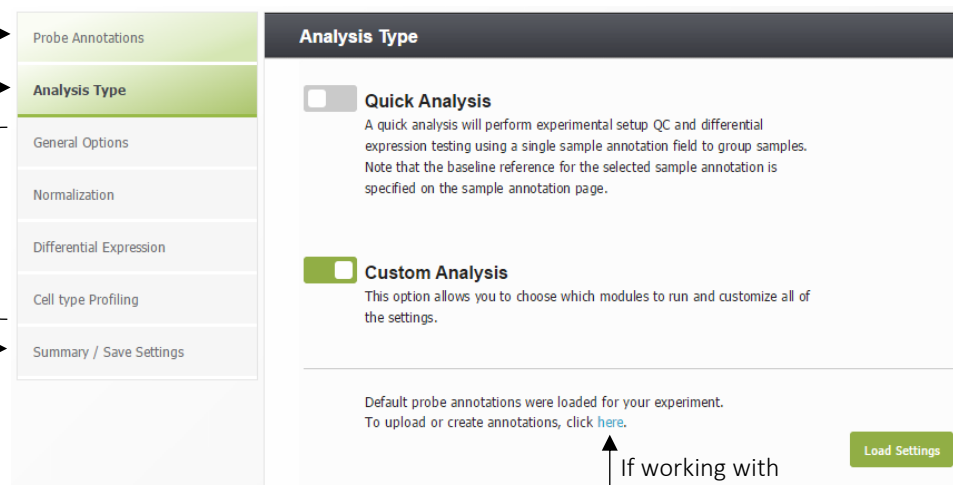 Probe Annotations
Analysis Type
General Options
Normalization
Differential Expression
Cell type Profiling
Summary / Save Settings
Analysis Type
Quick Analysis
A quick analysis will perform experimental setup QC and differential
expression testing using a single sample annotation field to group samples.
Note that the baseline reference for the selected sample annotation is
specified on the sample annotation page.
Custom Analysis
This option allows you to choose which modules to run and customize all of
the settings.
Default probe annotations were loaded for your experiment.
To upload or create annotations, click here.
Load Settings
If working with